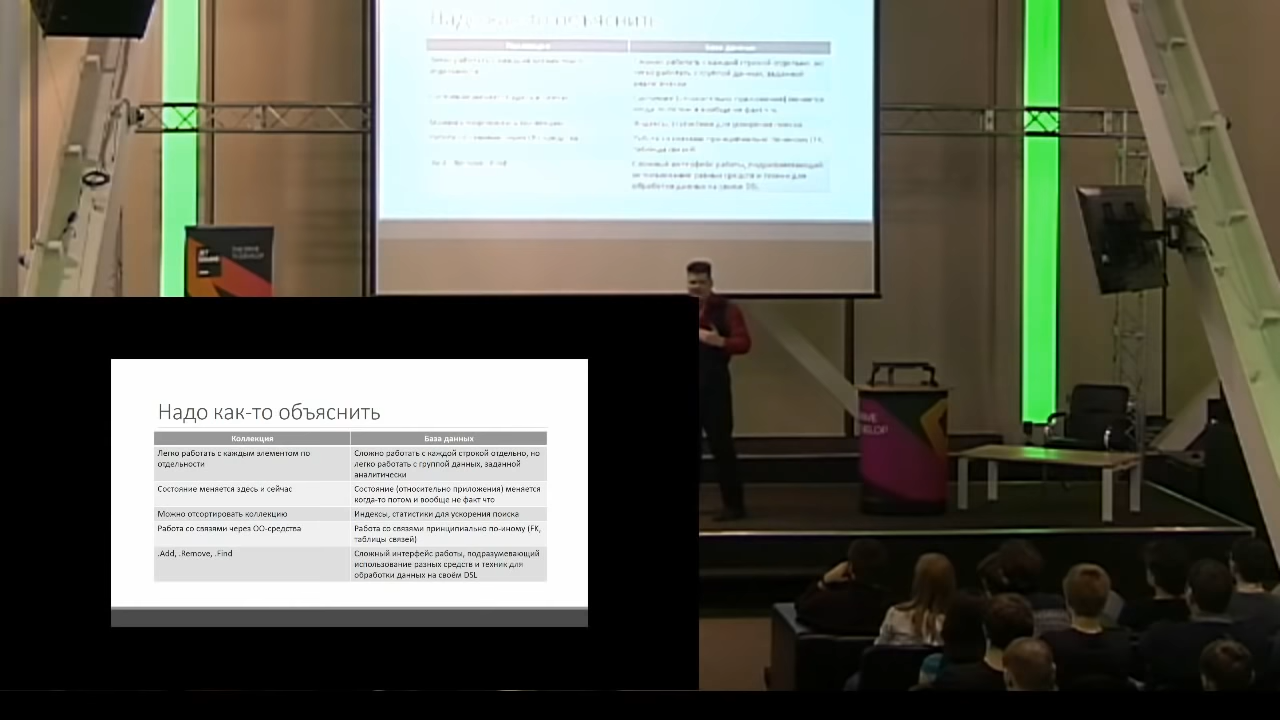 Надо как-то объяснить
Коллекция
База данных
Легко работать с каждым элементом по
отдельности
Сложно работать с каждой строкой отдельно, но
легко работать с группой данных, заданной
аналитически
Состояние меняется здесь и сейчас
Состояние (относительно приложения) меняется
когда-то потом и вообще не факт что
Можно отсортировать коллекцию
Индексы, статистики для ускорения поиска
Работа со связями через ОО-средства
Работа со связями принципиально по-иному (FK,
таблицы связей)
.Add, .Remove, .Find
Сложный интерфейс работы, подразумевающий
использование разных средств и техник для
обработки данных на своём DSL